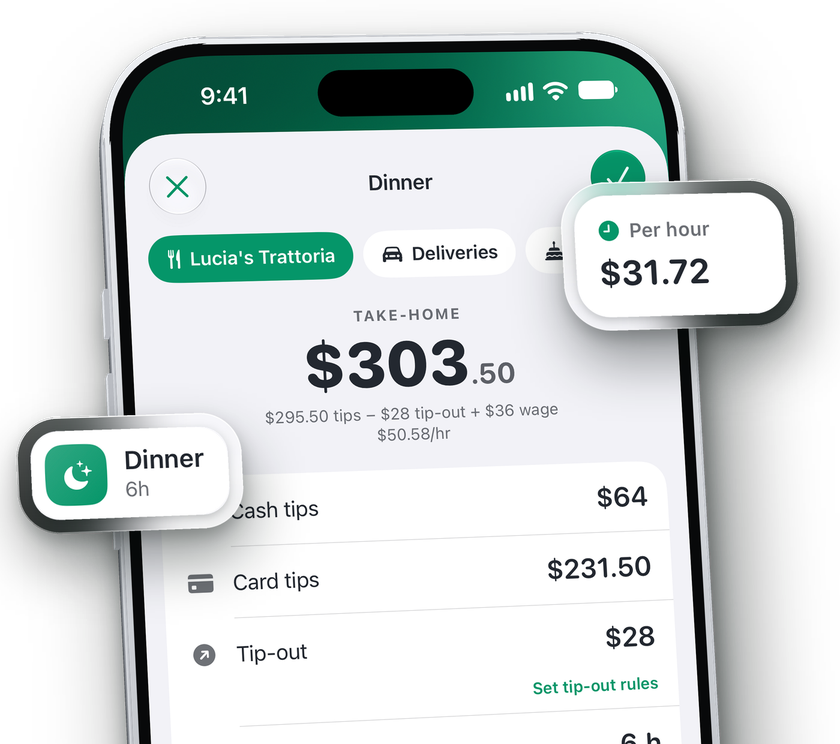 9:41
Dinner
Lucia's Trattoria
Deliveries
Per hour
$31.72
TAKE-HOME
$303.50
$295.50 tips – $28 tip-out + $36 wage
$50.58/hr
Dinner
6h
Cash tips
$64
Card tips
$231.50
Tip-out
$28
Set tip-out rules
6 h